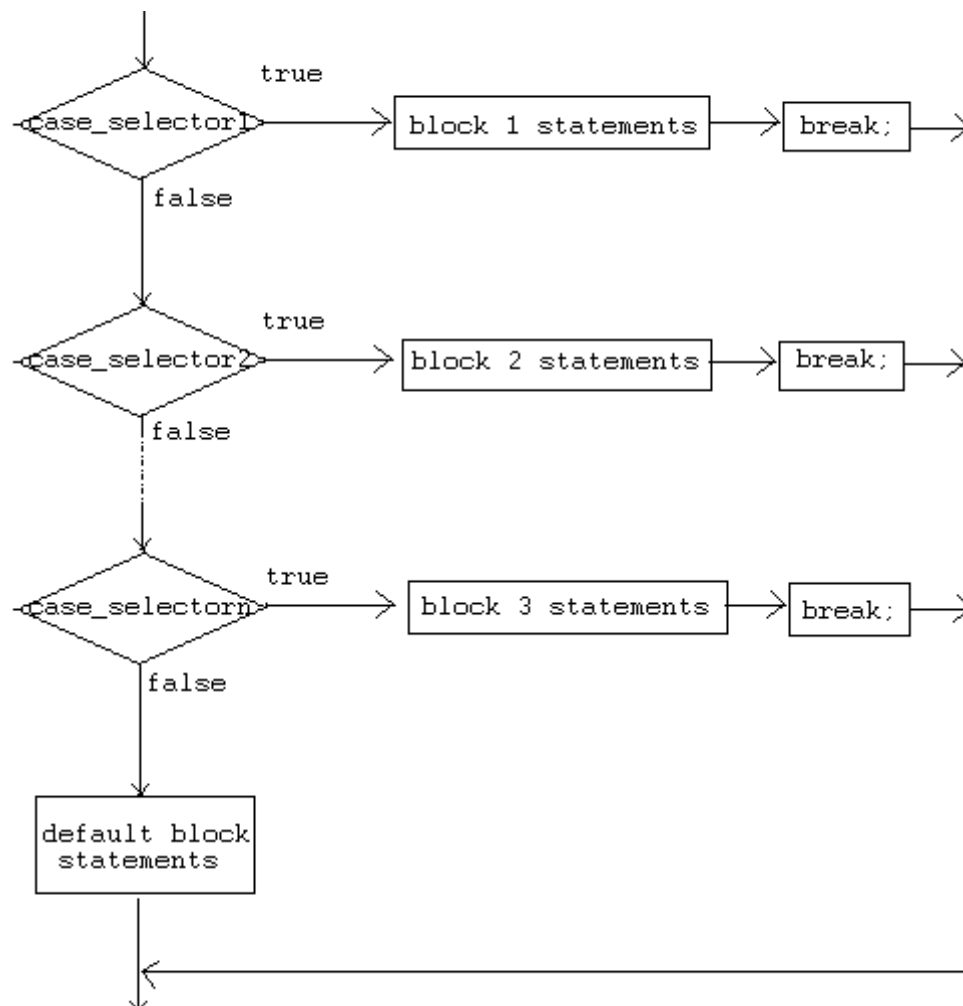 true
case_selector1
block 1 statements
break;
false
true
case_selector2
block 2 statements
break;
false
true
case_selectorn
block 3 statements
break;
false
default block
statements